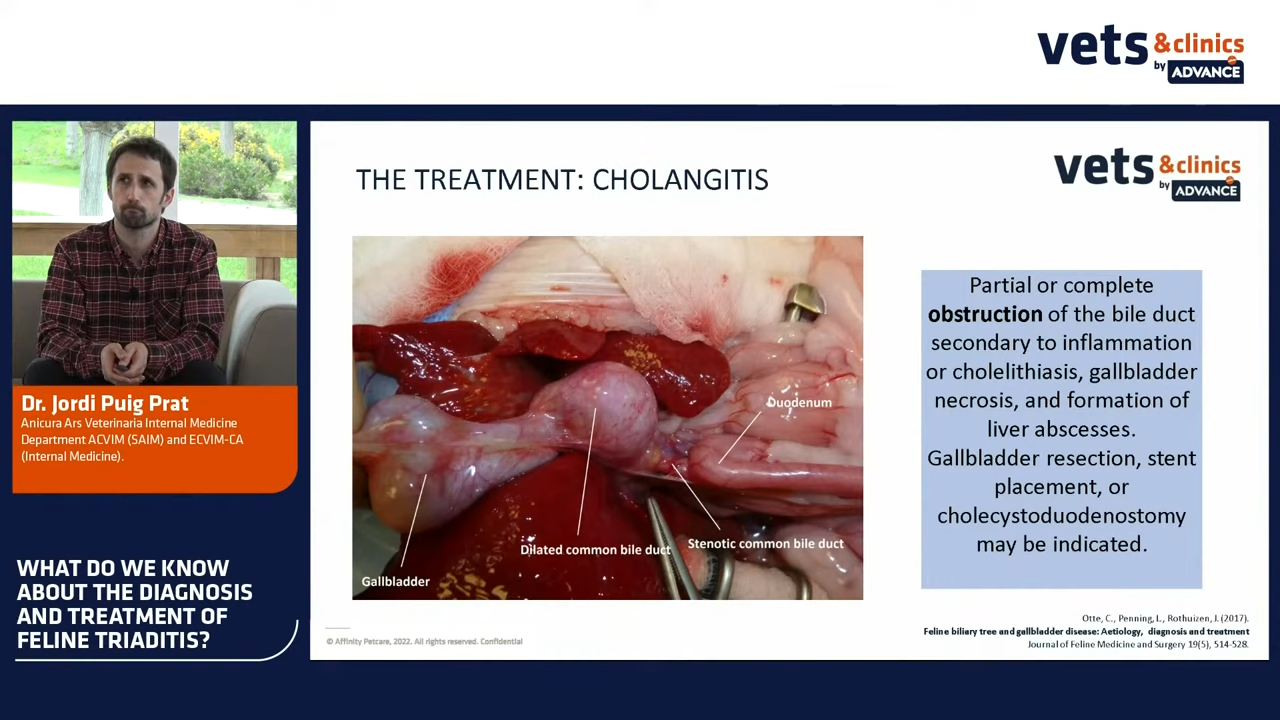 vets &clinics
by ADVANCE
THE TREATMENT: CHOLANGITIS
vets &clinics
by ADVANCE
Duodenum
Dilated common bile duct
Stenotic common bile duct
Gallbladder
Partial or complete
obstruction of the bile duct
secondary to inflammation
or cholelithiasis, gallbladder
necrosis, and formation of
liver abscesses.
Gallbladder resection, stent
placement, or
cholecystoduodenostomy
may be indicated.
Otte, C., Penning, L., Rothuizen, J. (2017).
Feline biliary tree and gallbladder disease: Aetiology, diagnosis and treatment
Journal of Feline Medicine and Surgery 19(5), 514-528.
© Affinity Petcare, 2022. All rights reserved. Confidential
Dr. Jordi Puig Prat
Anicura Ars Veterinaria Internal Medicine
Department ACVIM (SAIM) and ECVIM-CA
(Internal Medicine).
WHAT DO WE KNOW
ABOUT THE DIAGNOSIS
AND TREATMENT OF
FELINE TRIADITIS?